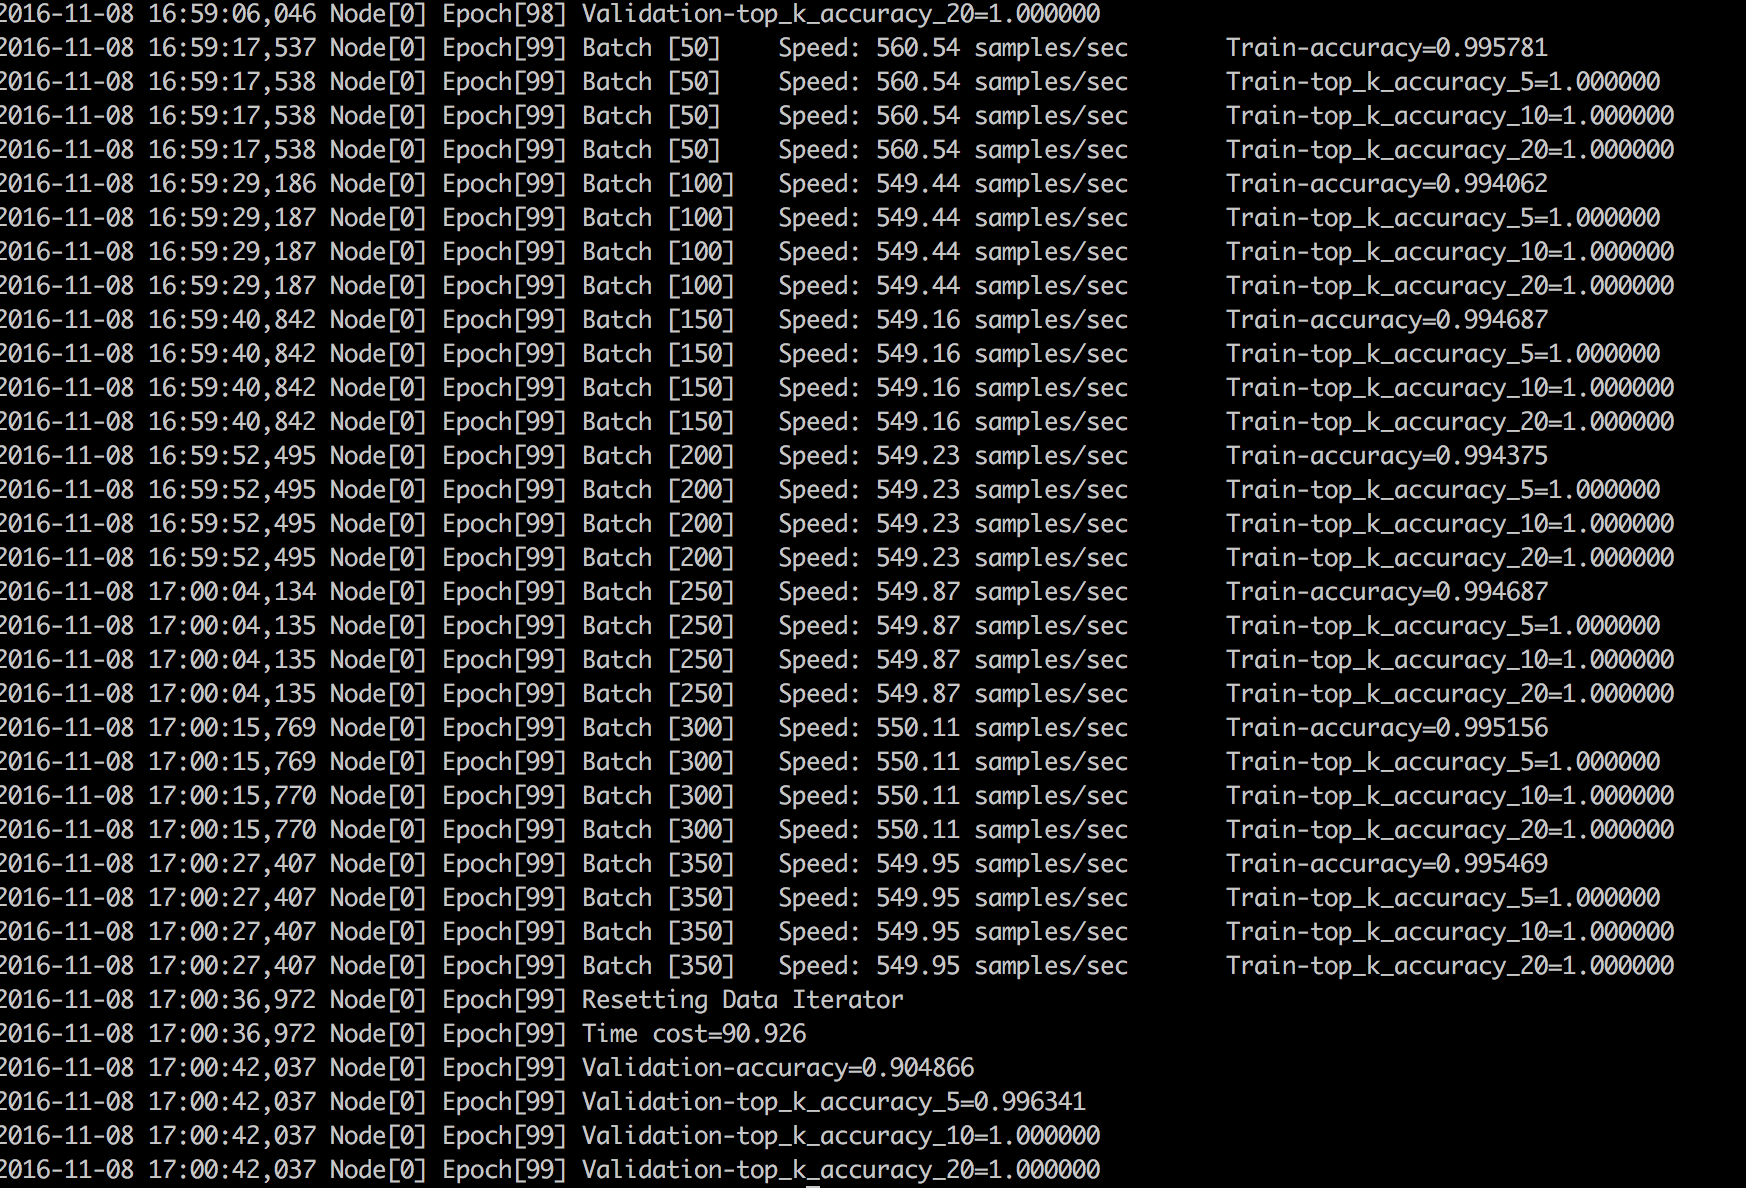 2016-11-08 16:59:06,046 Node[0] Epoch[98] Validation-top_k_accuracy_20=1.000000
2016-11-08 16:59:17,537 Node[0] Epoch[99] Batch [50]	Speed: 560.54 samples/sec	Train-accuracy=0.995781
2016-11-08 16:59:17,538 Node[0] Epoch[99] Batch [50]	Speed: 560.54 samples/sec	Train-top_k_accuracy_5=1.000000
2016-11-08 16:59:17,538 Node[0] Epoch[99] Batch [50]	Speed: 560.54 samples/sec	Train-top_k_accuracy_10=1.000000
2016-11-08 16:59:17,538 Node[0] Epoch[99] Batch [50]	Speed: 560.54 samples/sec	Train-top_k_accuracy_20=1.000000
2016-11-08 16:59:29,186 Node[0] Epoch[99] Batch [100]	Speed: 549.44 samples/sec	Train-accuracy=0.994062
2016-11-08 16:59:29,187 Node[0] Epoch[99] Batch [100]	Speed: 549.44 samples/sec	Train-top_k_accuracy_5=1.000000
2016-11-08 16:59:29,187 Node[0] Epoch[99] Batch [100]	Speed: 549.44 samples/sec	Train-top_k_accuracy_10=1.000000
2016-11-08 16:59:29,187 Node[0] Epoch[99] Batch [100]	Speed: 549.44 samples/sec	Train-top_k_accuracy_20=1.000000
2016-11-08 16:59:40,842 Node[0] Epoch[99] Batch [150]	Speed: 549.16 samples/sec	Train-accuracy=0.994687
2016-11-08 16:59:40,842 Node[0] Epoch[99] Batch [150]	Speed: 549.16 samples/sec	Train-top_k_accuracy_5=1.000000
2016-11-08 16:59:40,842 Node[0] Epoch[99] Batch [150]	Speed: 549.16 samples/sec	Train-top_k_accuracy_10=1.000000
2016-11-08 16:59:40,842 Node[0] Epoch[99] Batch [150]	Speed: 549.16 samples/sec	Train-top_k_accuracy_20=1.000000
2016-11-08 16:59:52,495 Node[0] Epoch[99] Batch [200]	Speed: 549.23 samples/sec	Train-accuracy=0.994375
2016-11-08 16:59:52,495 Node[0] Epoch[99] Batch [200]	Speed: 549.23 samples/sec	Train-top_k_accuracy_5=1.000000
2016-11-08 16:59:52,495 Node[0] Epoch[99] Batch [200]	Speed: 549.23 samples/sec	Train-top_k_accuracy_10=1.000000
2016-11-08 16:59:52,495 Node[0] Epoch[99] Batch [200]	Speed: 549.23 samples/sec	Train-top_k_accuracy_20=1.000000
2016-11-08 17:00:04,134 Node[0] Epoch[99] Batch [250]	Speed: 549.87 samples/sec	Train-accuracy=0.994687
2016-11-08 17:00:04,135 Node[0] Epoch[99] Batch [250]	Speed: 549.87 samples/sec	Train-top_k_accuracy_5=1.000000
2016-11-08 17:00:04,135 Node[0] Epoch[99] Batch [250]	Speed: 549.87 samples/sec	Train-top_k_accuracy_10=1.000000
2016-11-08 17:00:04,135 Node[0] Epoch[99] Batch [250]	Speed: 549.87 samples/sec	Train-top_k_accuracy_20=1.000000
2016-11-08 17:00:15,769 Node[0] Epoch[99] Batch [300]	Speed: 550.11 samples/sec	Train-accuracy=0.995156
2016-11-08 17:00:15,769 Node[0] Epoch[99] Batch [300]	Speed: 550.11 samples/sec	Train-top_k_accuracy_5=1.000000
2016-11-08 17:00:15,770 Node[0] Epoch[99] Batch [300]	Speed: 550.11 samples/sec	Train-top_k_accuracy_10=1.000000
2016-11-08 17:00:15,770 Node[0] Epoch[99] Batch [300]	Speed: 550.11 samples/sec	Train-top_k_accuracy_20=1.000000
2016-11-08 17:00:27,407 Node[0] Epoch[99] Batch [350]	Speed: 549.95 samples/sec	Train-accuracy=0.995469
2016-11-08 17:00:27,407 Node[0] Epoch[99] Batch [350]	Speed: 549.95 samples/sec	Train-top_k_accuracy_5=1.000000
2016-11-08 17:00:27,407 Node[0] Epoch[99] Batch [350]	Speed: 549.95 samples/sec	Train-top_k_accuracy_10=1.000000
2016-11-08 17:00:27,407 Node[0] Epoch[99] Batch [350]	Speed: 549.95 samples/sec	Train-top_k_accuracy_20=1.000000
2016-11-08 17:00:36,972 Node[0] Epoch[99] Resetting Data Iterator
2016-11-08 17:00:36,972 Node[0] Epoch[99] Time cost=90.926
2016-11-08 17:00:42,037 Node[0] Epoch[99] Validation-accuracy=0.904866
2016-11-08 17:00:42,037 Node[0] Epoch[99] Validation-top_k_accuracy_5=0.996341
2016-11-08 17:00:42,037 Node[0] Epoch[99] Validation-top_k_accuracy_10=1.000000
2016-11-08 17:00:42,037 Node[0] Epoch[99] Validation-top_k_accuracy_20=1.000000